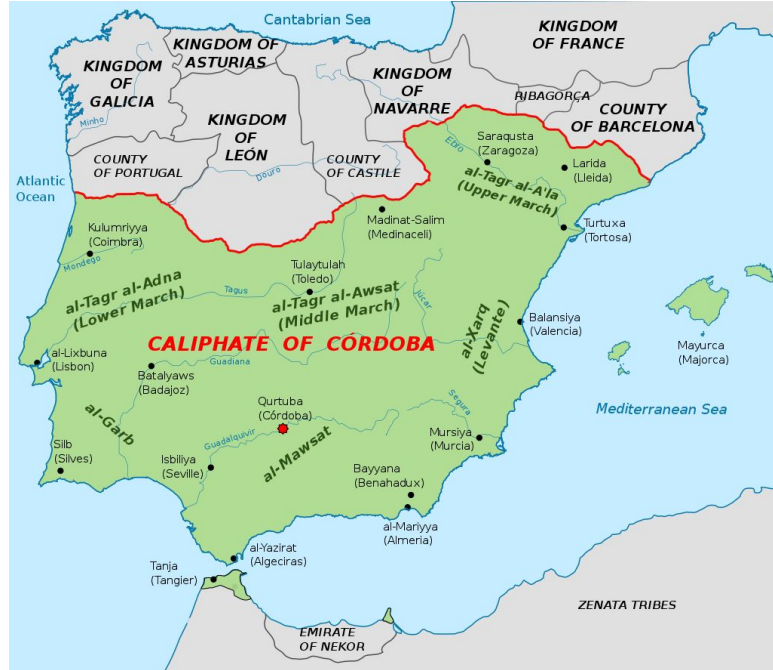 Cantabrian Sea
KINGDOM OF
ASTURIAS
KINGDOM
OF
GALICIA
KINGDOM
OF FRANCE
KINGDOM
OF
NAVARRE
RIBAGORÇA
COUNTY
OF BARCELONA
Minho
KINGDOM
OF
LEÓN
COUNTY
OF PORTUGAL
COUNTY
OF CASTILE
Douro
Ebro
Saraqusta
(Zaragoza)
Larida
(Lleida)
al-Tagr al-A'la
(Upper March)
Atlantic
Ocean
Madinat-Salim
(Medinaceli)
Kulumriyya
(Coimbra)
Mondego
Turtuxa
(Tortosa)
Tulaytulah
(Toledo)
al-Tagr al-Adna
(Lower March)
Tagus
al-Tagr al-Awsat
(Middle March)
Júcar
al-Xarq
(Levante)
Balansiya
(Valencia)
Mayurca
(Majorca)
CALIPHATE OF CÓRDOBA
al-Lixbuna
(Lisbon)
Batalyaws
(Badajoz)
Guadiana
Qurtuba
(Córdoba)
Segura
Mediterranean Sea
al-Garb
Guadalquivir
al-Mawsat
Mursiya
(Murcia)
Silb
(Silves)
Isbiliya
(Seville)
Bayyana
(Benahadux)
al-Mariyya
(Almeria)
al-Yazirat
(Algeciras)
Tanja
(Tangier)
ZENATA TRIBES
EMIRATE
OF NEKOR